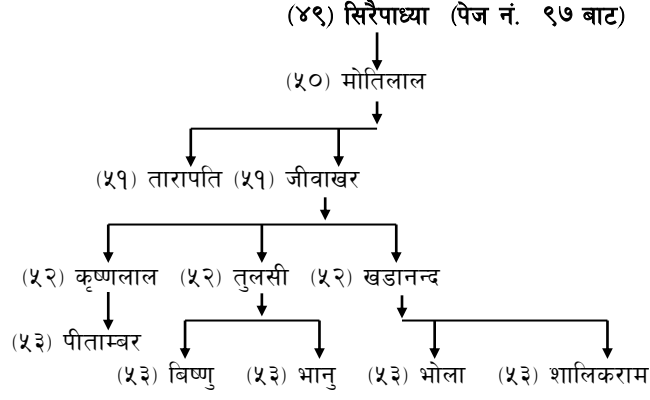 (४९) सिरैपाध्या (पेज नं. ९७ बाट)
(५०) मोतिलाल
(५१) तारापति (५१) जीवाखर
(५२) कृष्णलाल (५२) तुलसी (५२) खडानन्द
(५३) पीताम्बर
(५३) बिष्णु (५३) भानु (५३) भोला (५३) शालिकराम